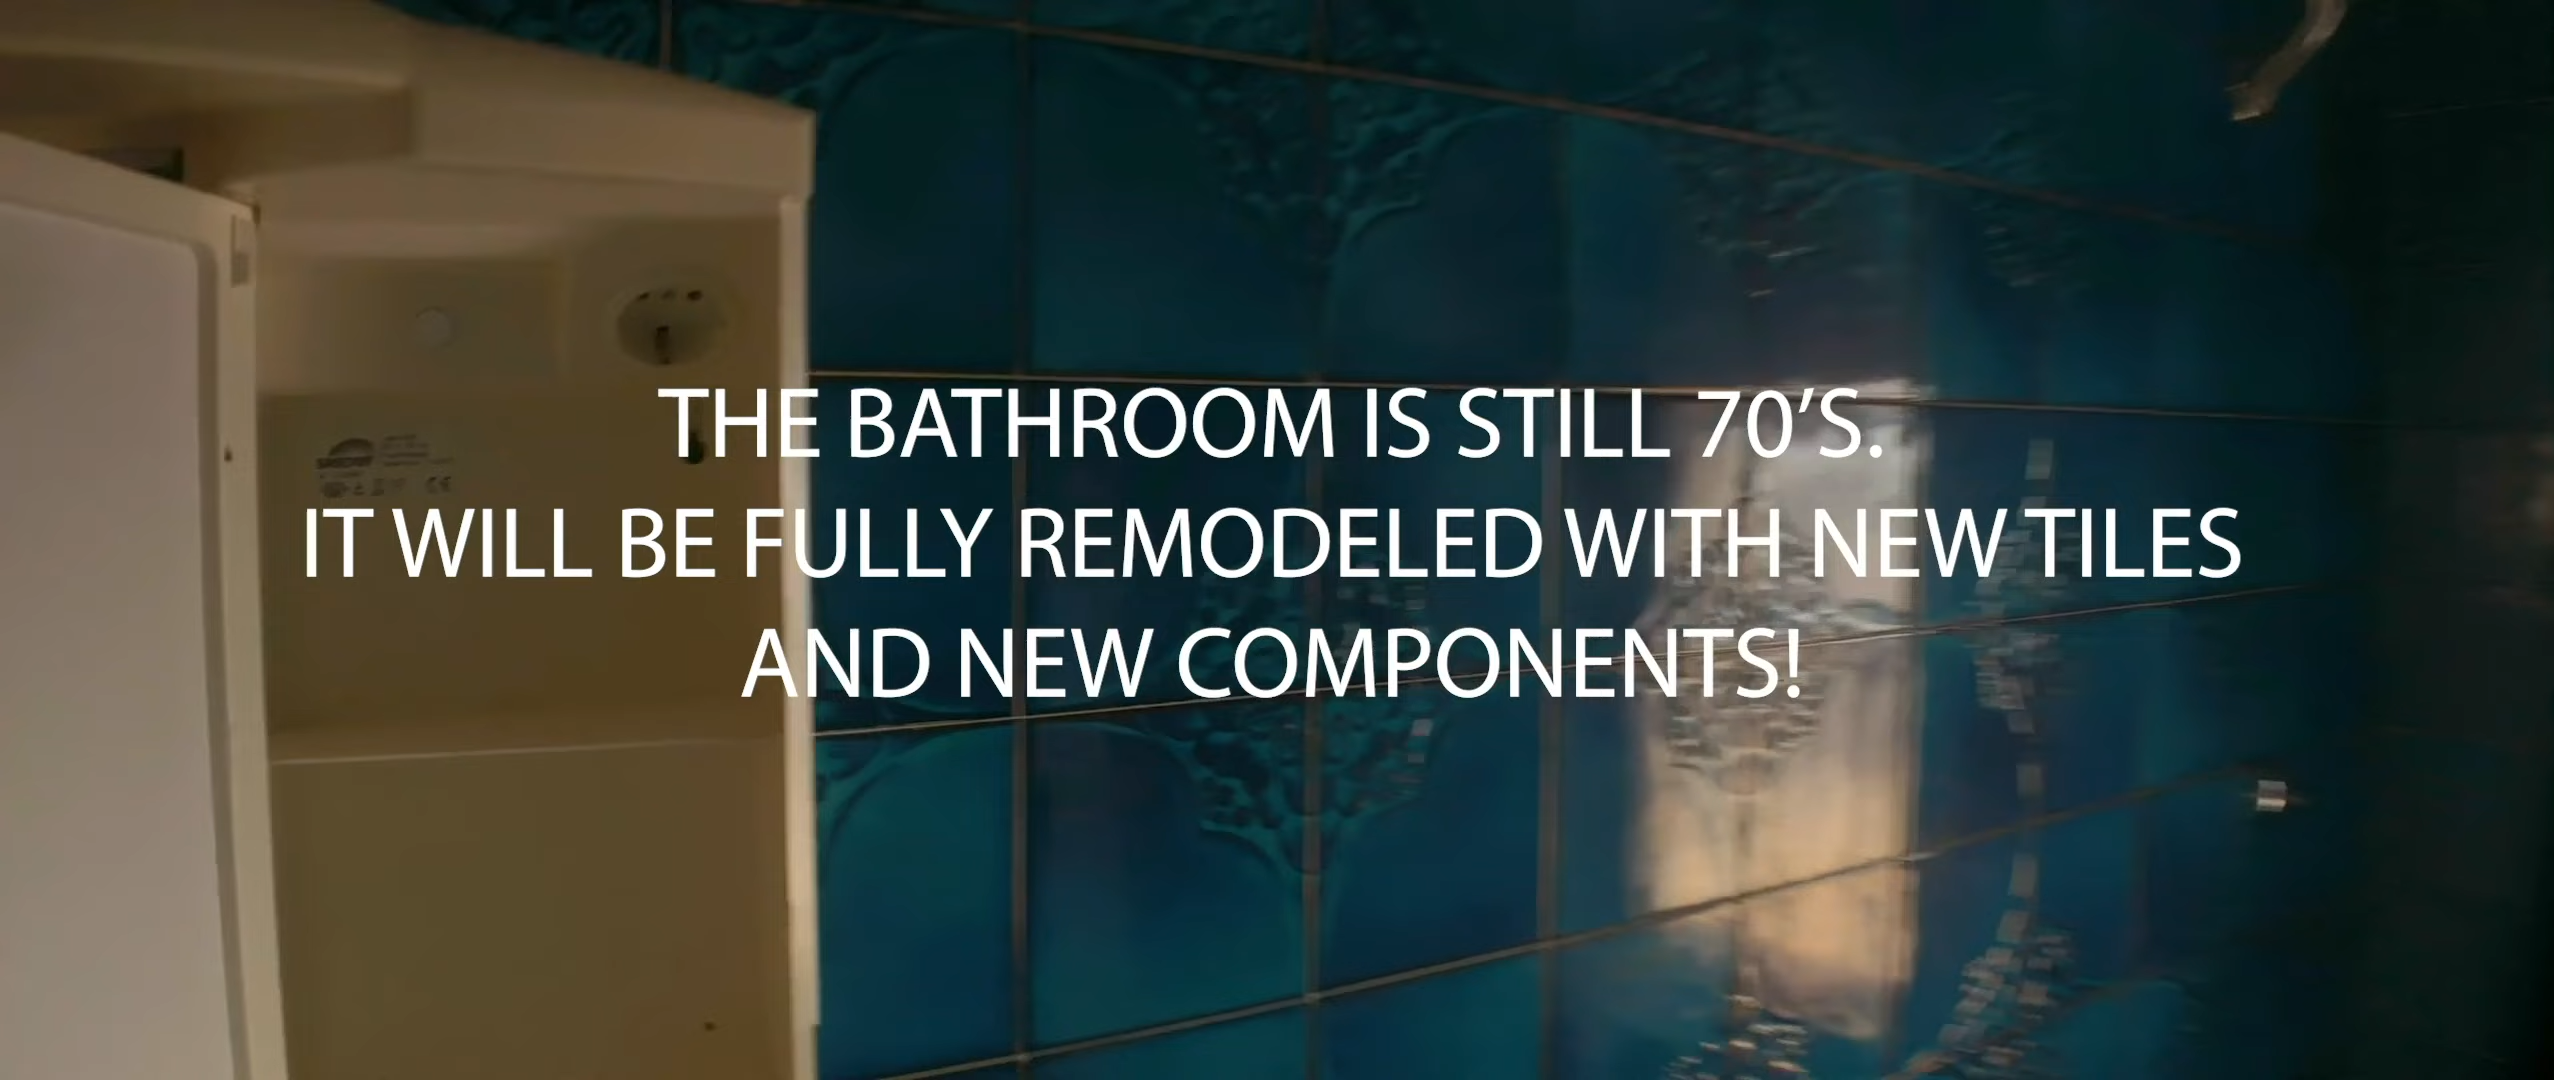 THE BATHROOM IS STILL 70’S.
IT WILL BE FULLY REMODELED WITH NEW TILES
AND NEW COMPONENTS!